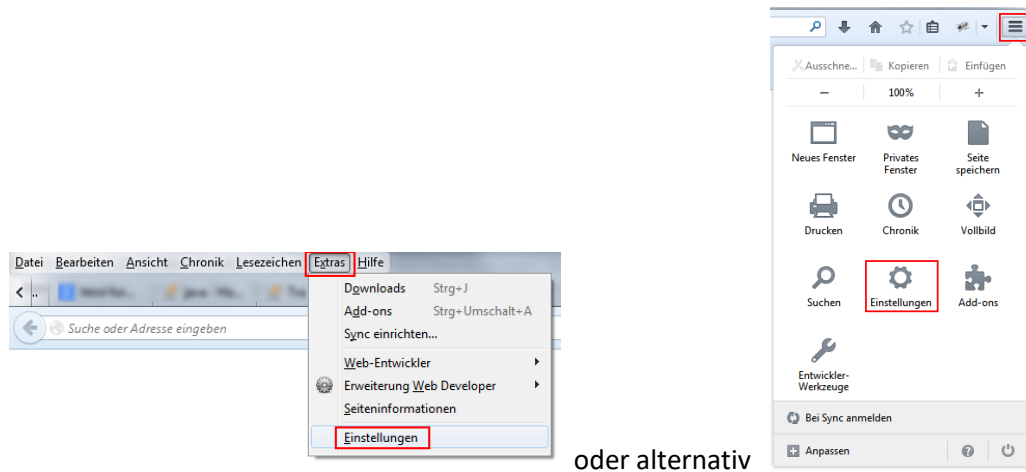 Datei Bearbeiten Ansicht Chronik Lesezeichen Extras Hilfe
..
Suche oder Adresse eingeben
Downloads Strg+J
Add-ons Strg+Umschalt+A
Sync einrichten...
Web-Entwickler
Erweiterung Web Developer
Seiteninformationen
Einstellungen
oder alternativ
Ausschne... Kopieren Einfügen
− 100% +
Neues Fenster
Privates
Fenster
Seite
speichern
Drucken Chronik Vollbild
Suchen Einstellungen Add-ons
Entwickler-
Werkzeuge
Bei Sync anmelden
Anpassen